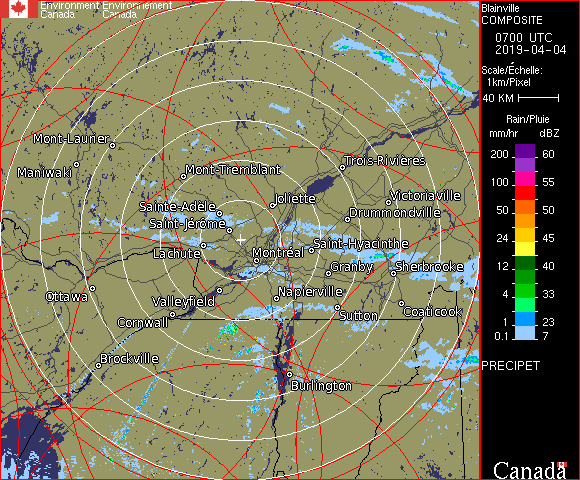 Environment Environnement
Canada Canada
Blainville
COMPOSITE
0700 UTC
2019-04-04
Scale/Échelle:
1km/Pixel
40 KM
Rain/Pluie
mm/hr dBZ
200 60
100 55
50 50
24 45
12 40
4 33
1 23
0.1 7
PRECIPET
Mont-Laurier
Maniwaki
Mont-Tremblant
Trois-Rivières
Joliette
Victoriaville
Sainte-Adèle
Drummondville
Saint-Jérôme
Lachute
Montréal
Saint-Hyacinthe
Granby
Sherbrooke
Ottawa
Valleyfield
Napierville
Cornwall
Sutton
Coaticook
Brockville
Burlington
Canada